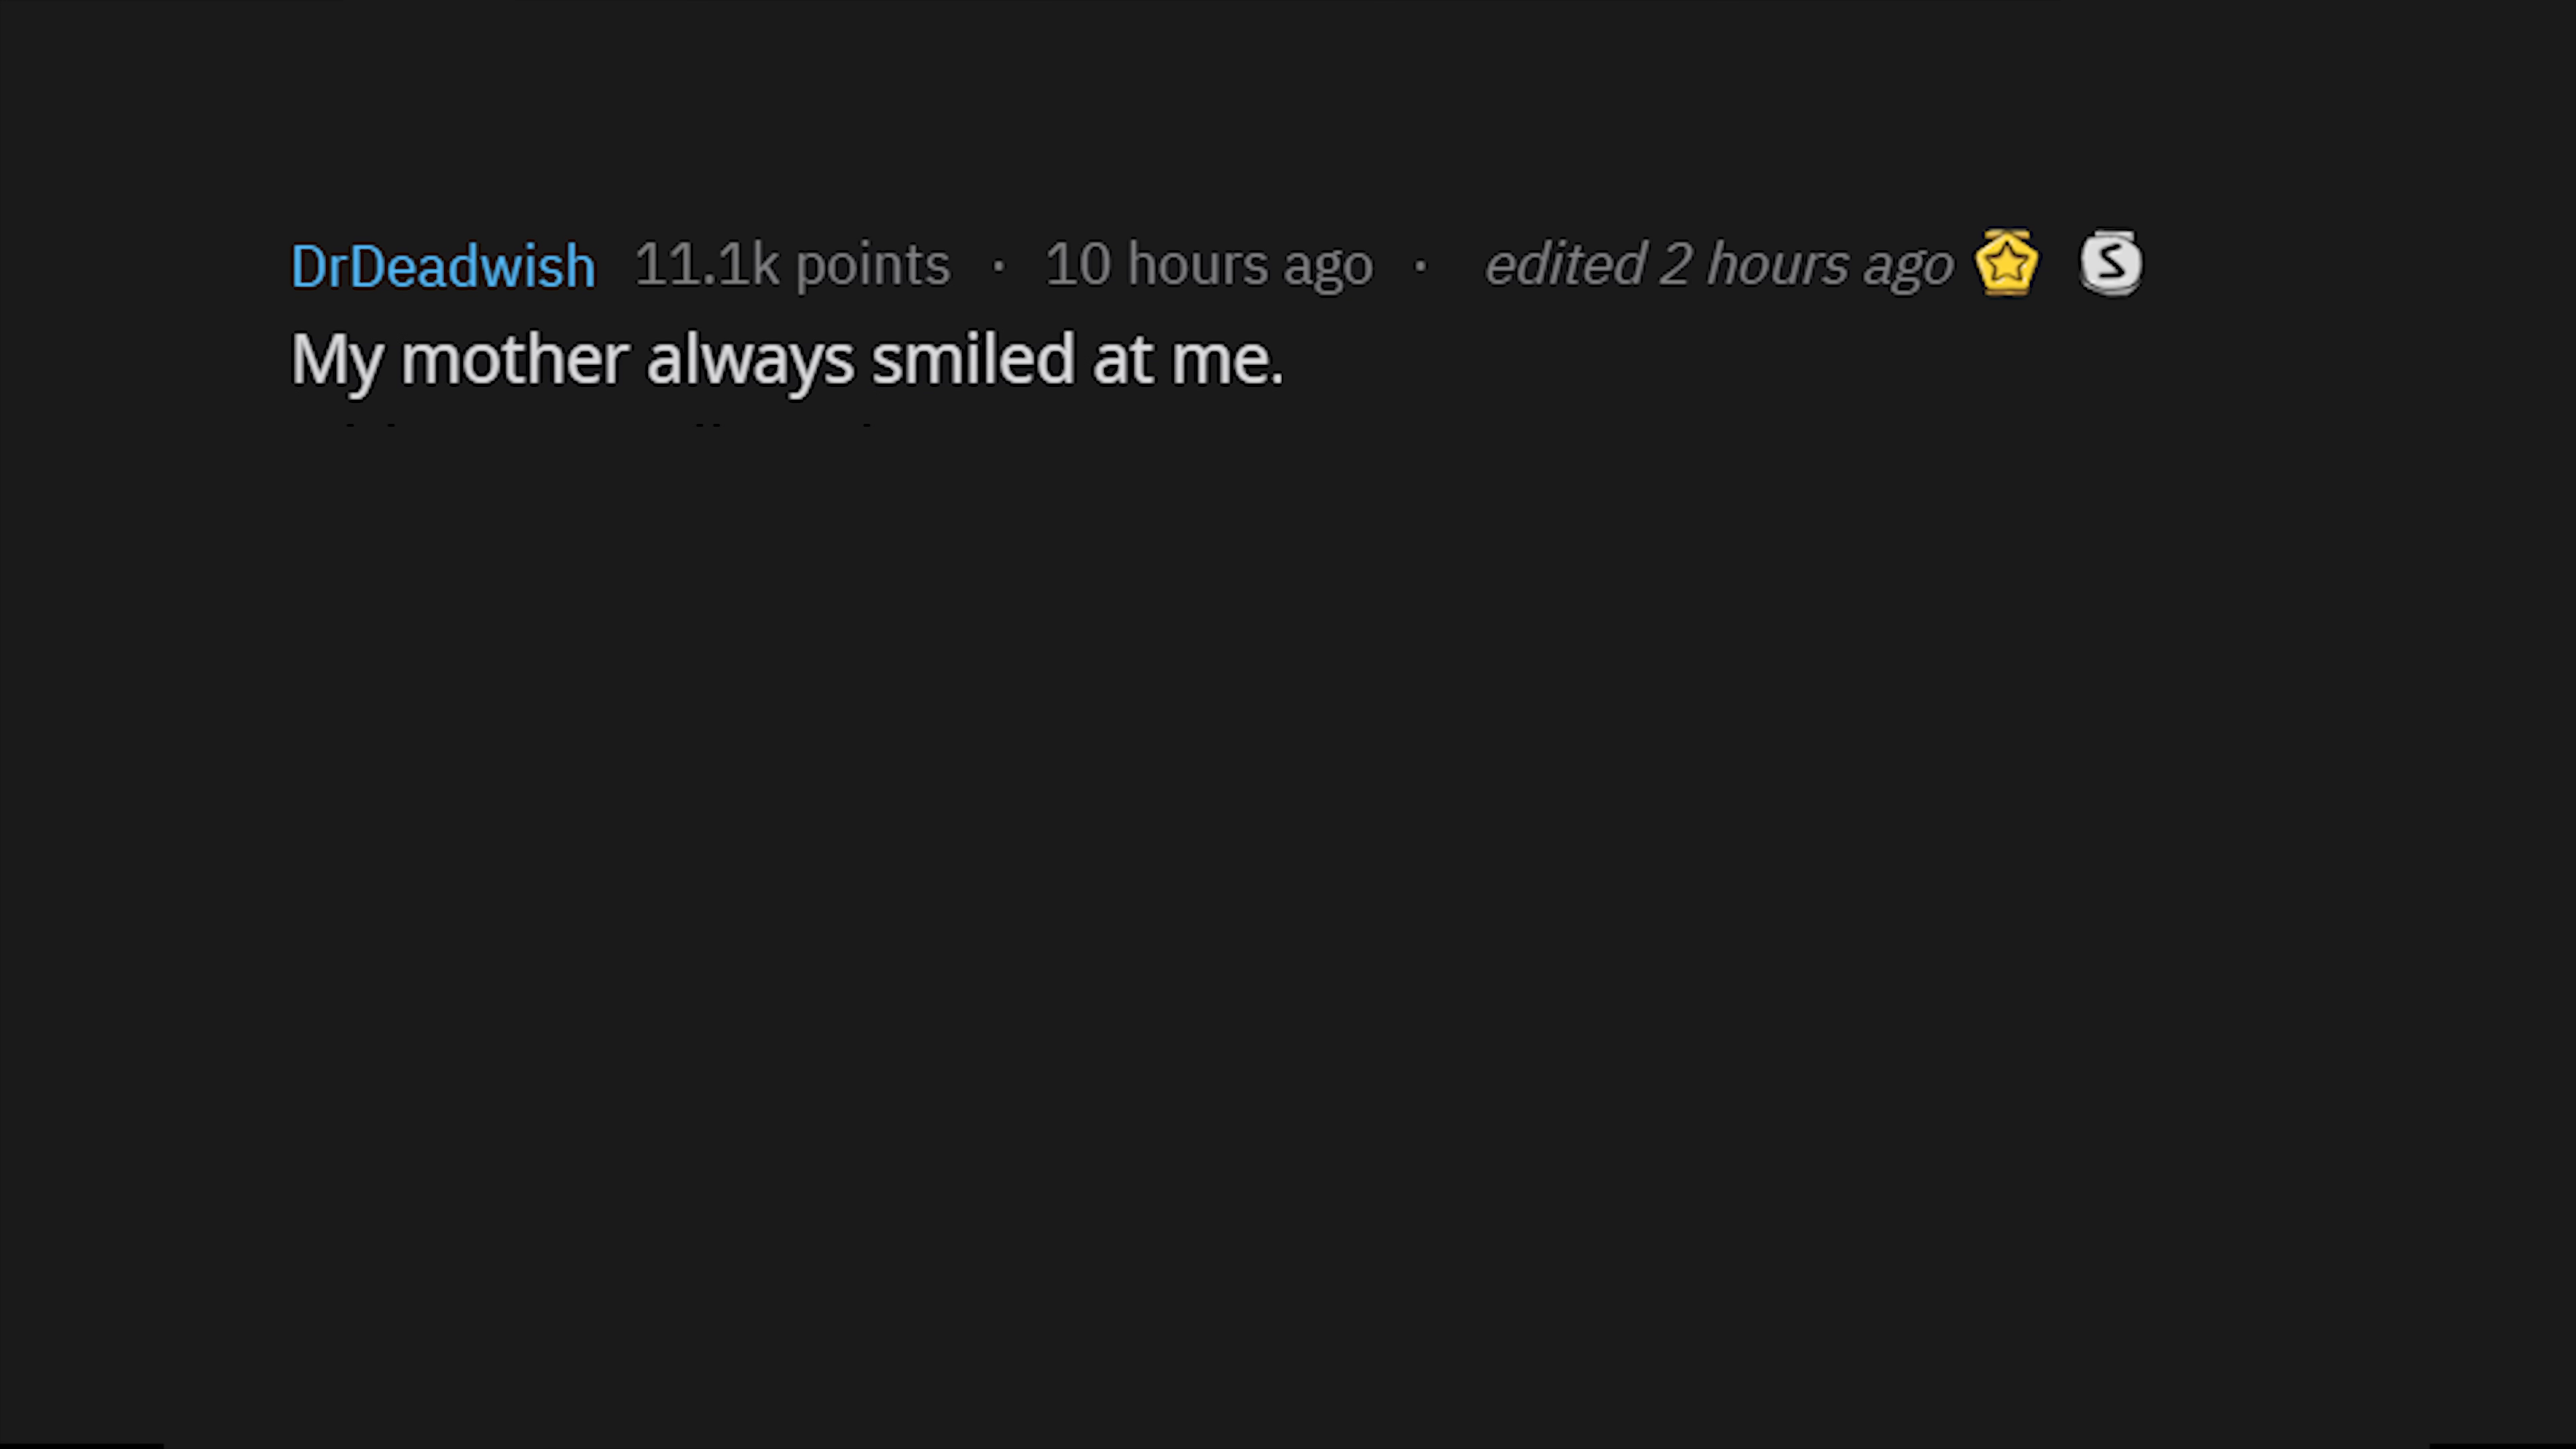 DrDeadwish 11.1k points · 10 hours ago · edited 2 hours ago S
My mother always smiled at me.